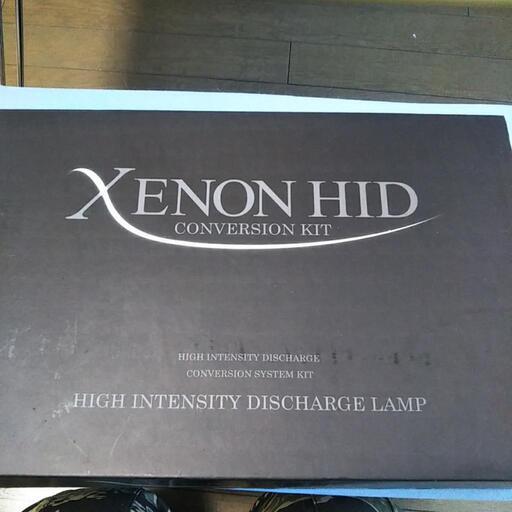 XENON HID
CONVERSION KIT
HIGH INTENSITY DISCHARGE
CONVERSION SYSTEM KIT
HIGH INTENSITY DISCHARGE LAMP